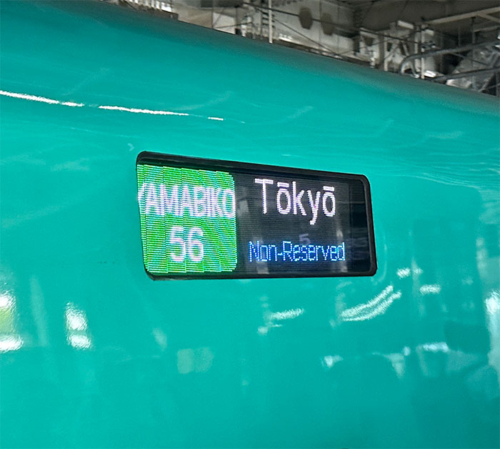 YAMABIKO
56
Tōkyō
Non-Reserved